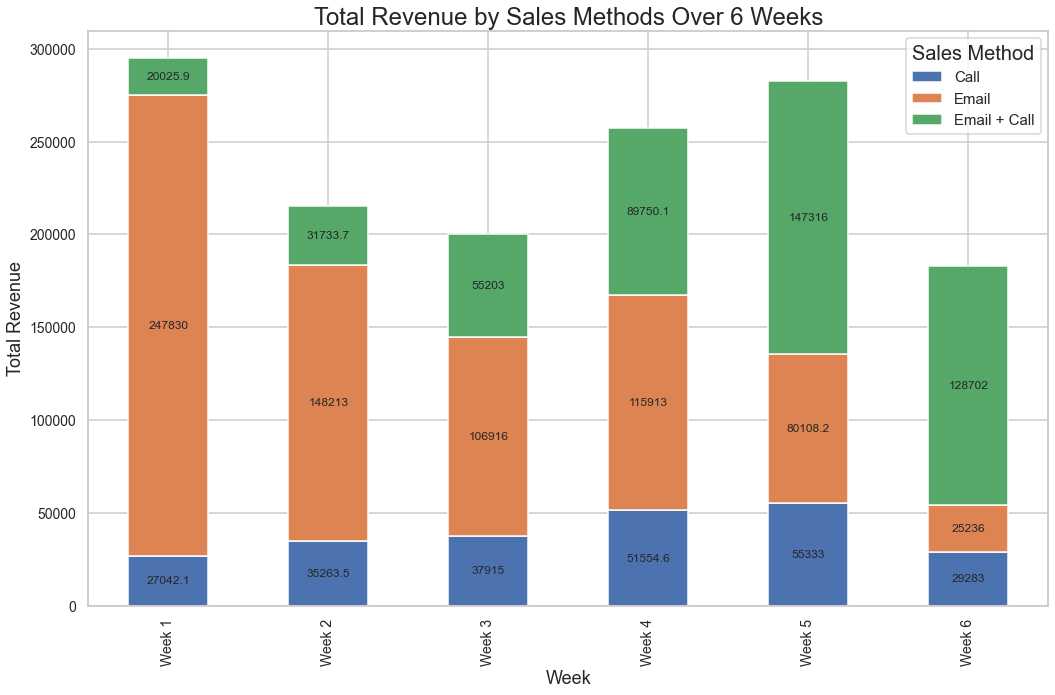 Total Revenue by Sales Methods Over 6 Weeks
Sales Method
Call
Email
Email + Call
Total Revenue
300000
250000
200000
150000
100000
50000
0
20025.9
247830
27042.1
31733.7
148213
35263.5
55203
106916
37915
89750.1
115913
51554.6
147316
80108.2
55333
128702
25236
29283
Week 1
Week 2
Week 3
Week 4
Week 5
Week 6
Week